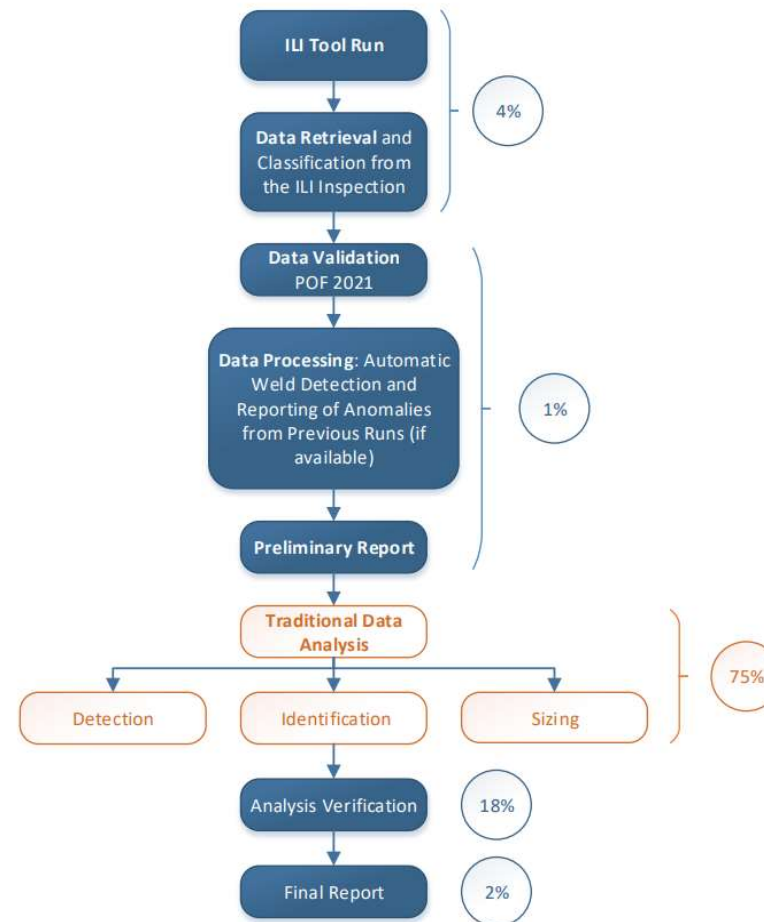 ILI Tool Run
4%
Data Retrieval and
Classification from
the ILI Inspection
Data Validation
POF 2021
Data Processing: Automatic
Weld Detection and
Reporting of Anomalies
from Previous Runs (if
available)
1%
Preliminary Report
Traditional Data
Analysis
75%
Detection
Identification
Sizing
Analysis Verification
18%
Final Report
2%